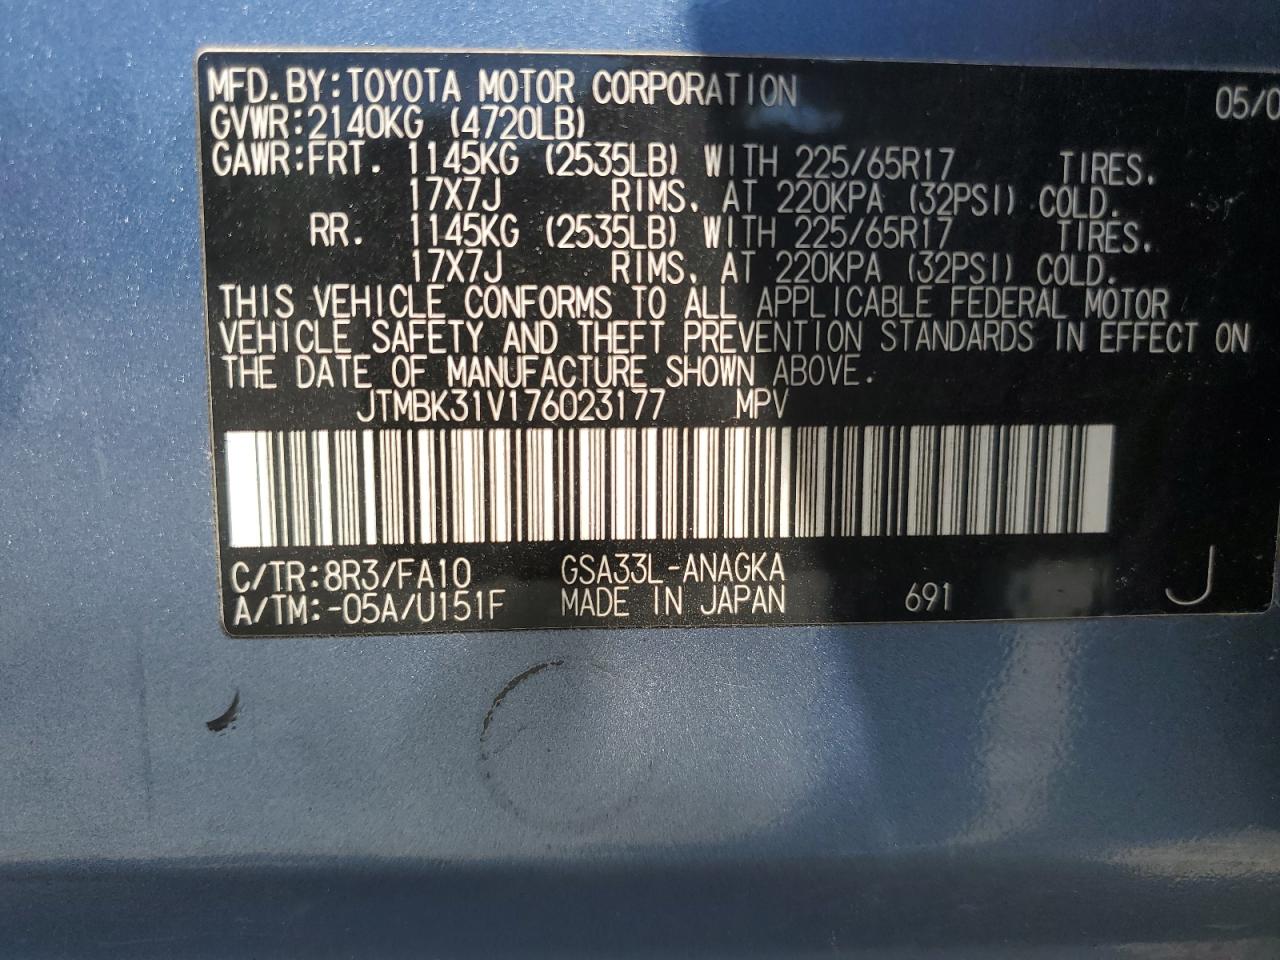 MFD.BY:TOYOTA MOTOR CORPORATION 05/0
GVWR:2140KG (4720LB)
GAWR:FRT. 1145KG (2535LB) WITH 225/65R17 TIRES.
17X7J RIMS, AT 220KPA (32PSI) COLD.
RR. 1145KG (2535LB) WITH 225/65R17 TIRES.
17X7J RIMS, AT 220KPA (32PSI) COLD.
THIS VEHICLE CONFORMS TO ALL APPLICABLE FEDERAL MOTOR
VEHICLE SAFETY AND THEFT PREVENTION STANDARDS IN EFFECT ON
THE DATE OF MANUFACTURE SHOWN ABOVE.
JTMBK31V176023177 MPV
C/TR:8R3/FA10 GSA33L-ANAGKA
A/TM:-05A/U151F MADE IN JAPAN 691 J